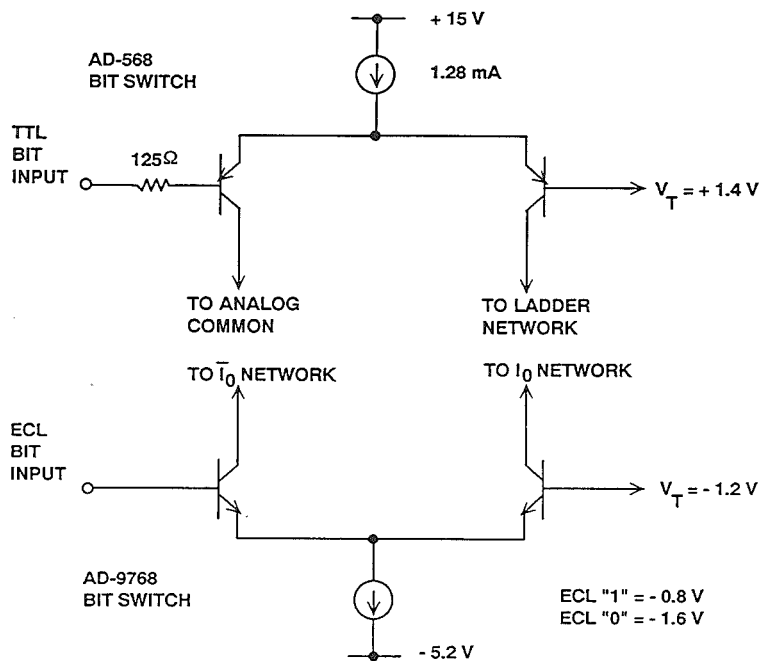 + 15 V
AD-568
BIT SWITCH
1.28 mA
TTL
BIT
INPUT
125Ω
V_T = + 1.4 V
TO ANALOG
COMMON
TO LADDER
NETWORK
TO I̅₀ NETWORK
TO I₀ NETWORK
ECL
BIT
INPUT
V_T = - 1.2 V
AD-9768
BIT SWITCH
ECL "1" = - 0.8 V
ECL "0" = - 1.6 V
- 5.2 V